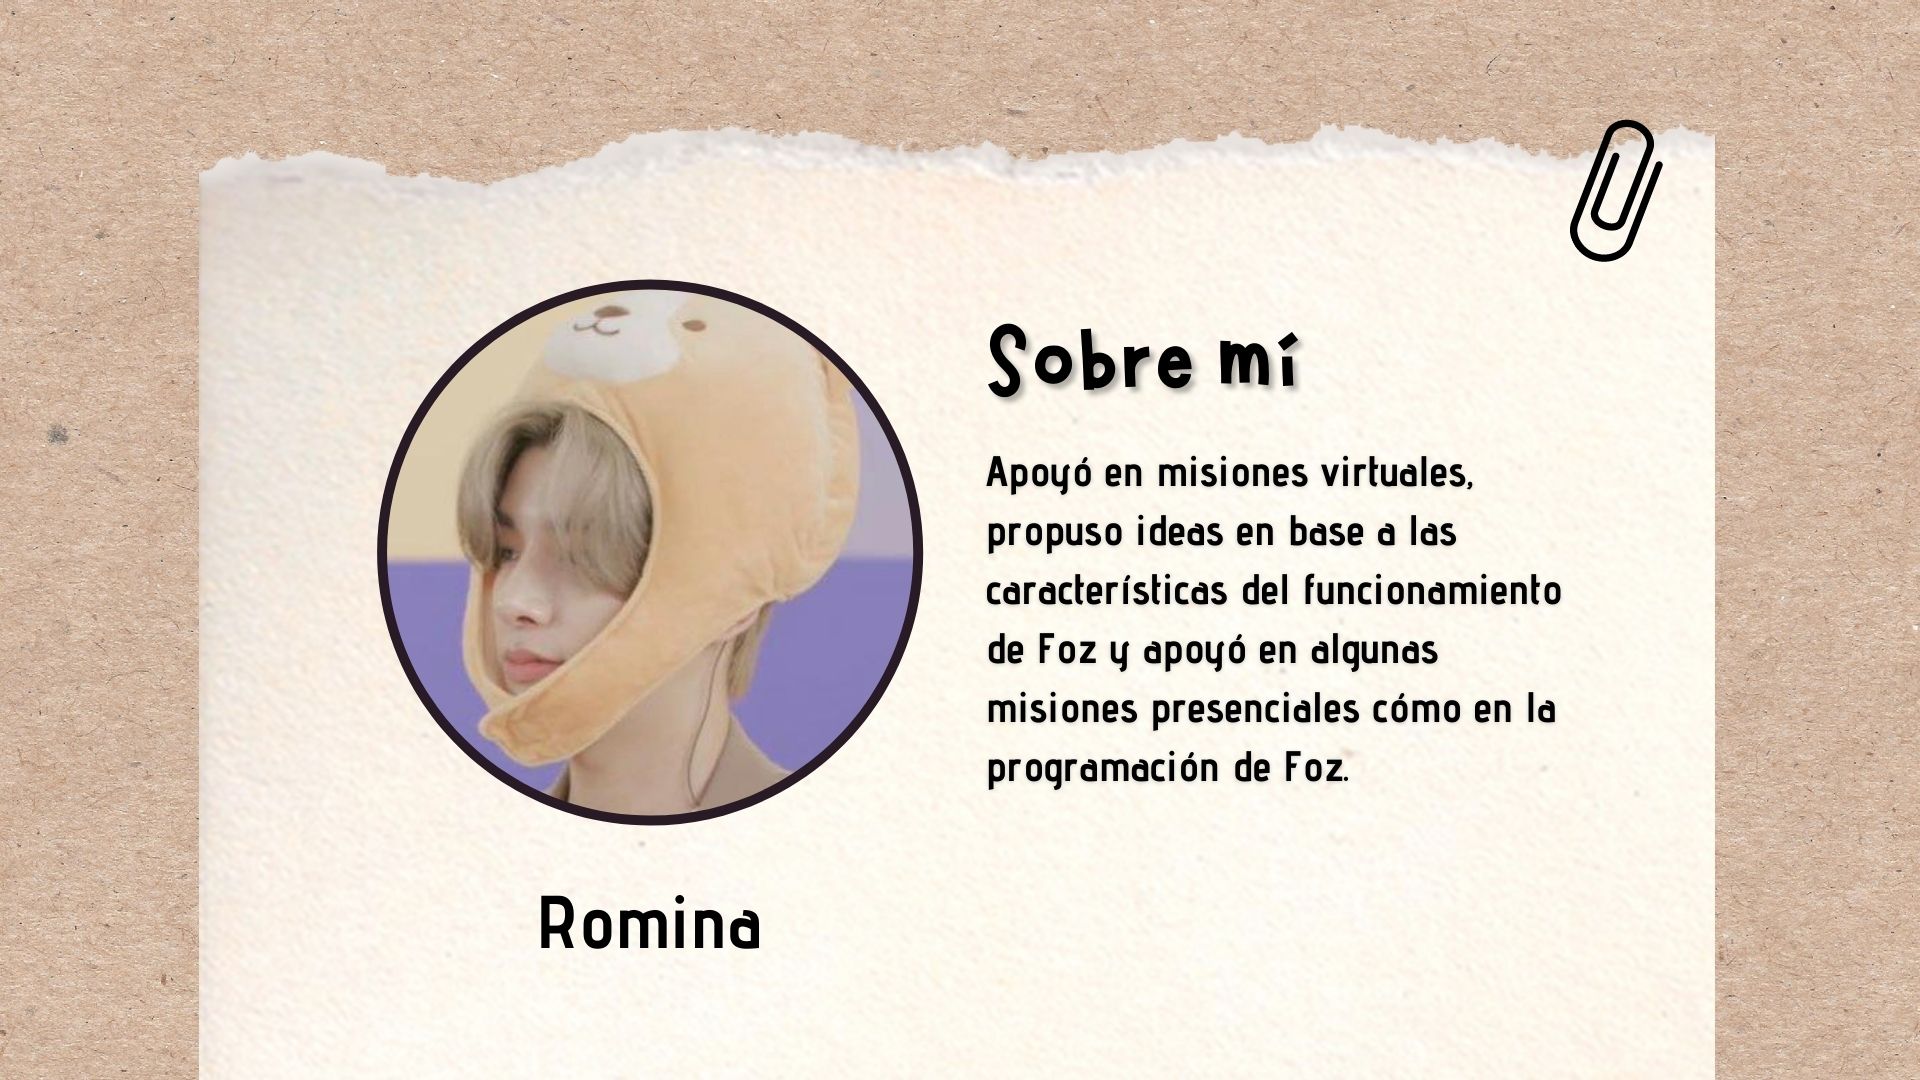 Sobre mí
Apoyó en misiones virtuales,
propuso ideas en base a las
características del funcionamiento
de Foz y apoyó en algunas
misiones presenciales cómo en la
programación de Foz.
Romina